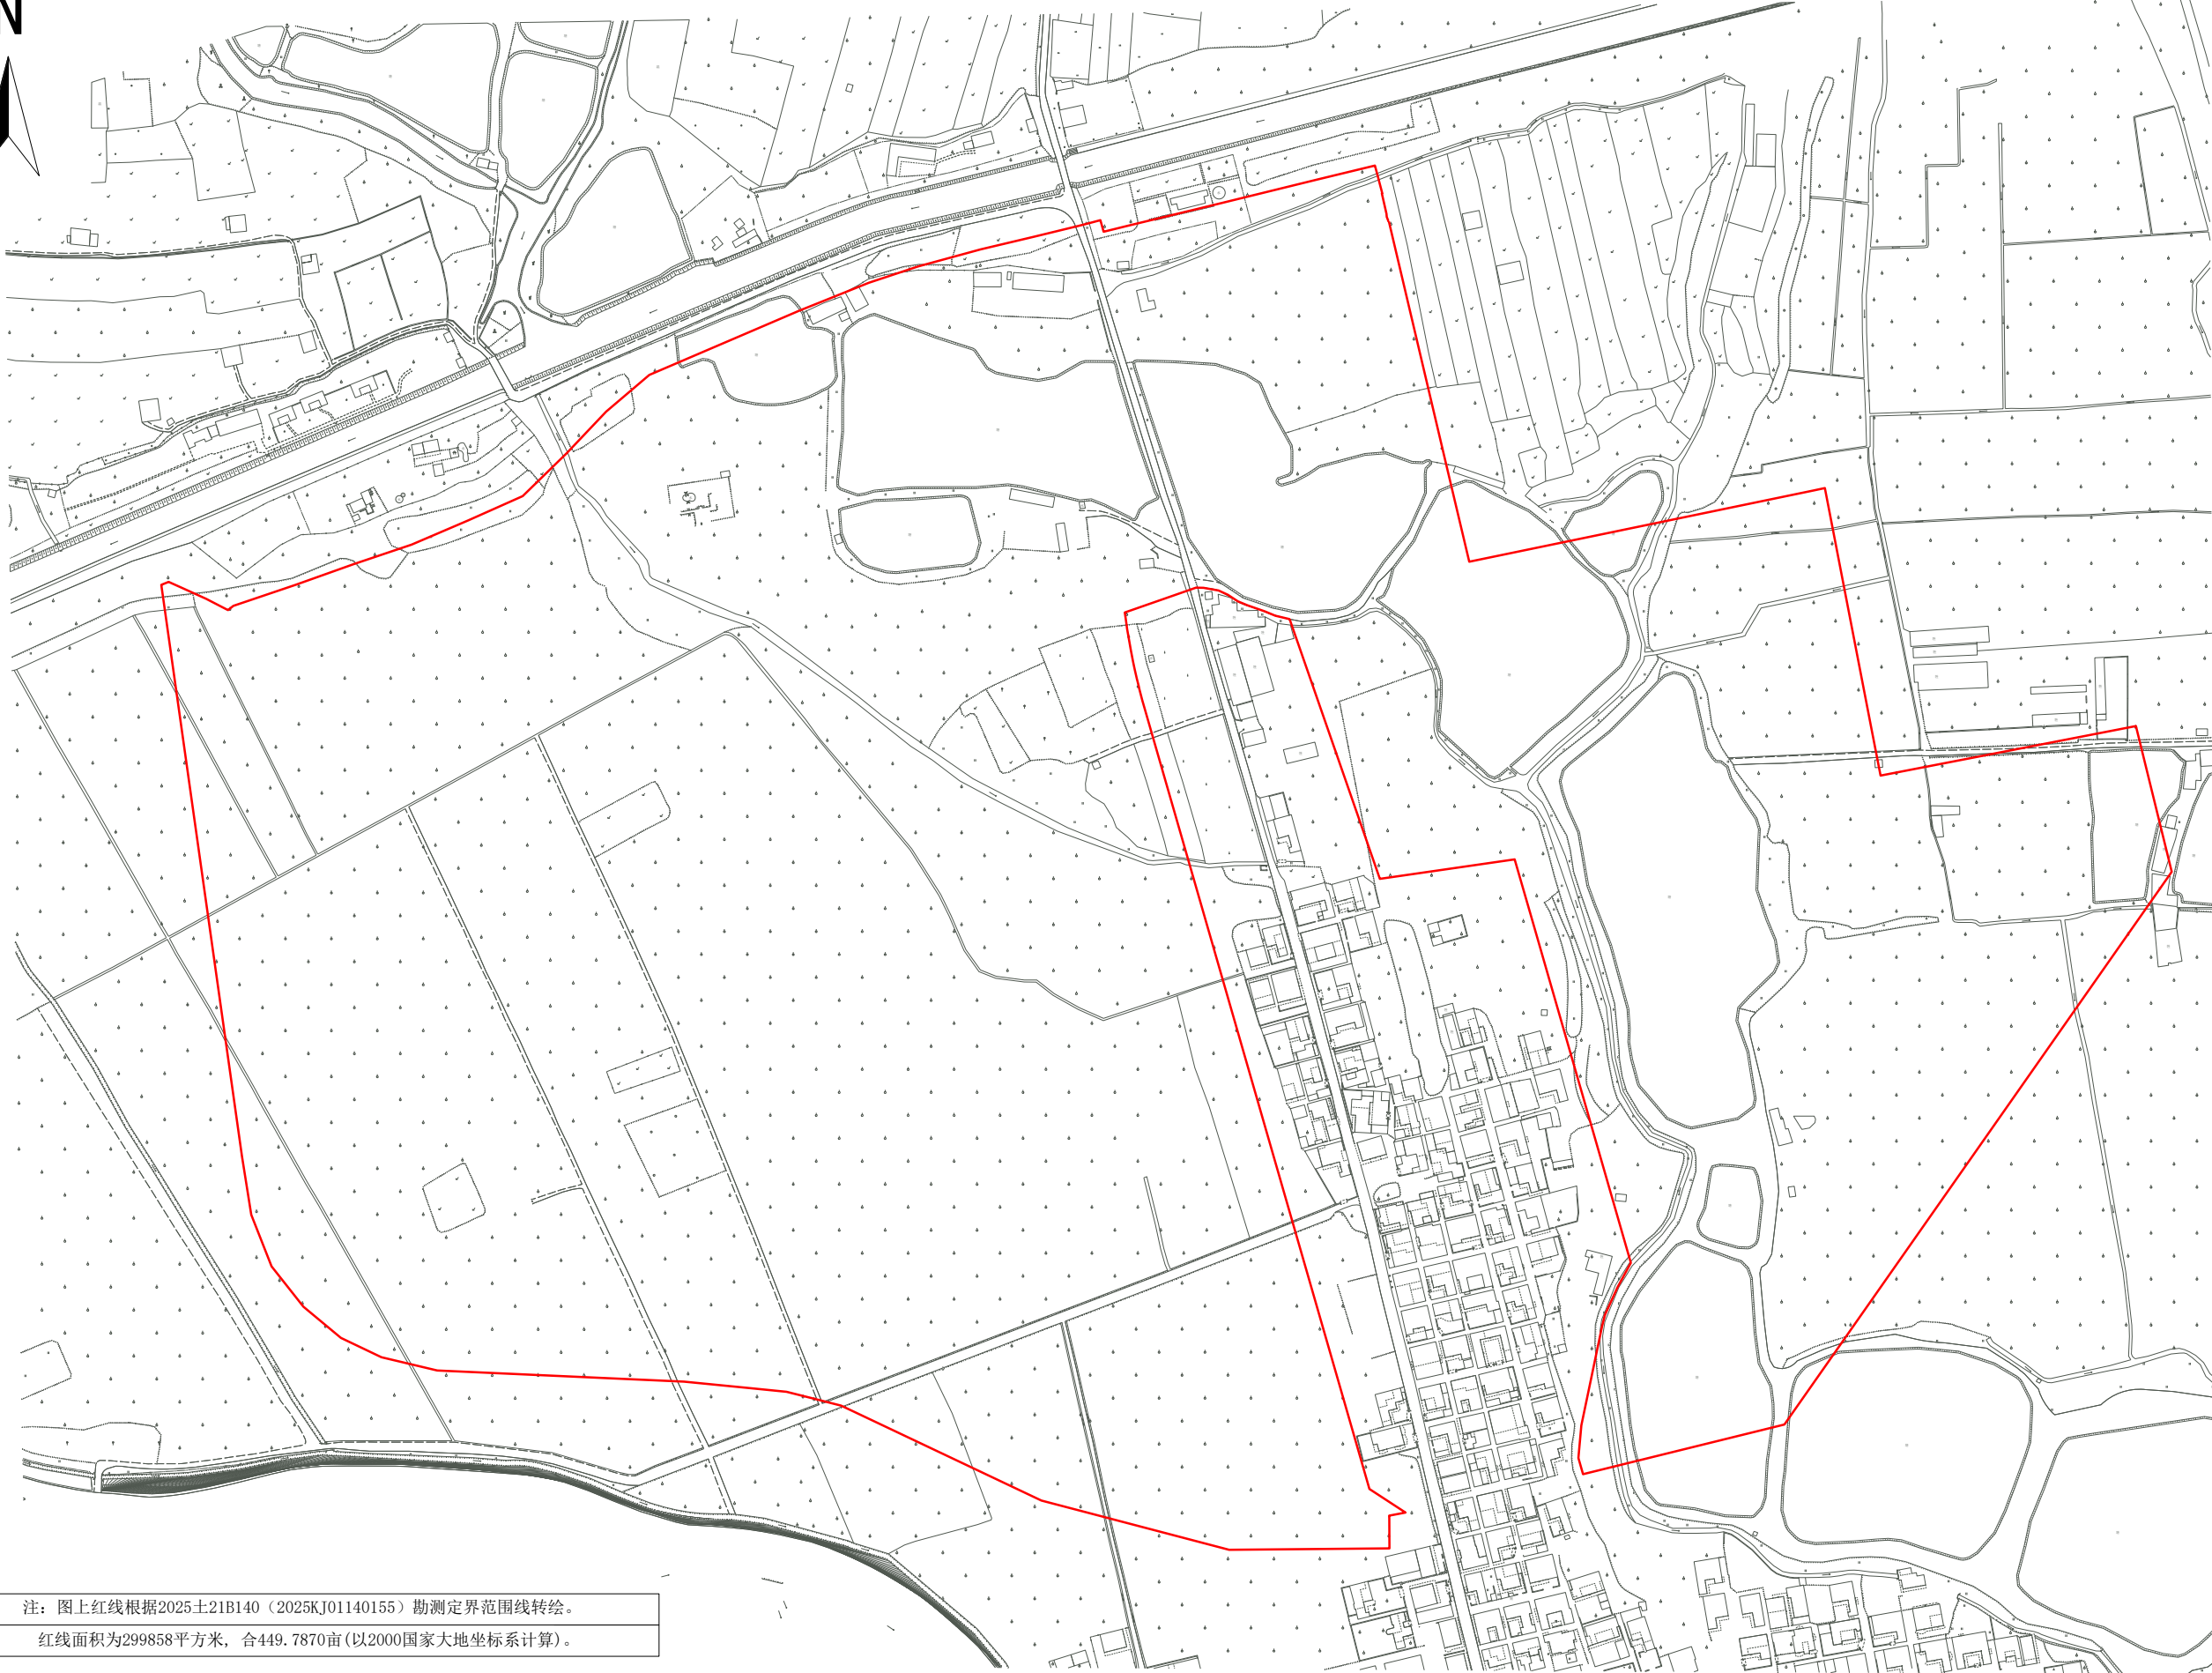 N
注: 图上红线根据2025土21B140（2025KJ01140155）勘测定界范围线转绘。
红线面积为299858平方米, 合449.7870亩(以2000国家大地坐标系计算)。